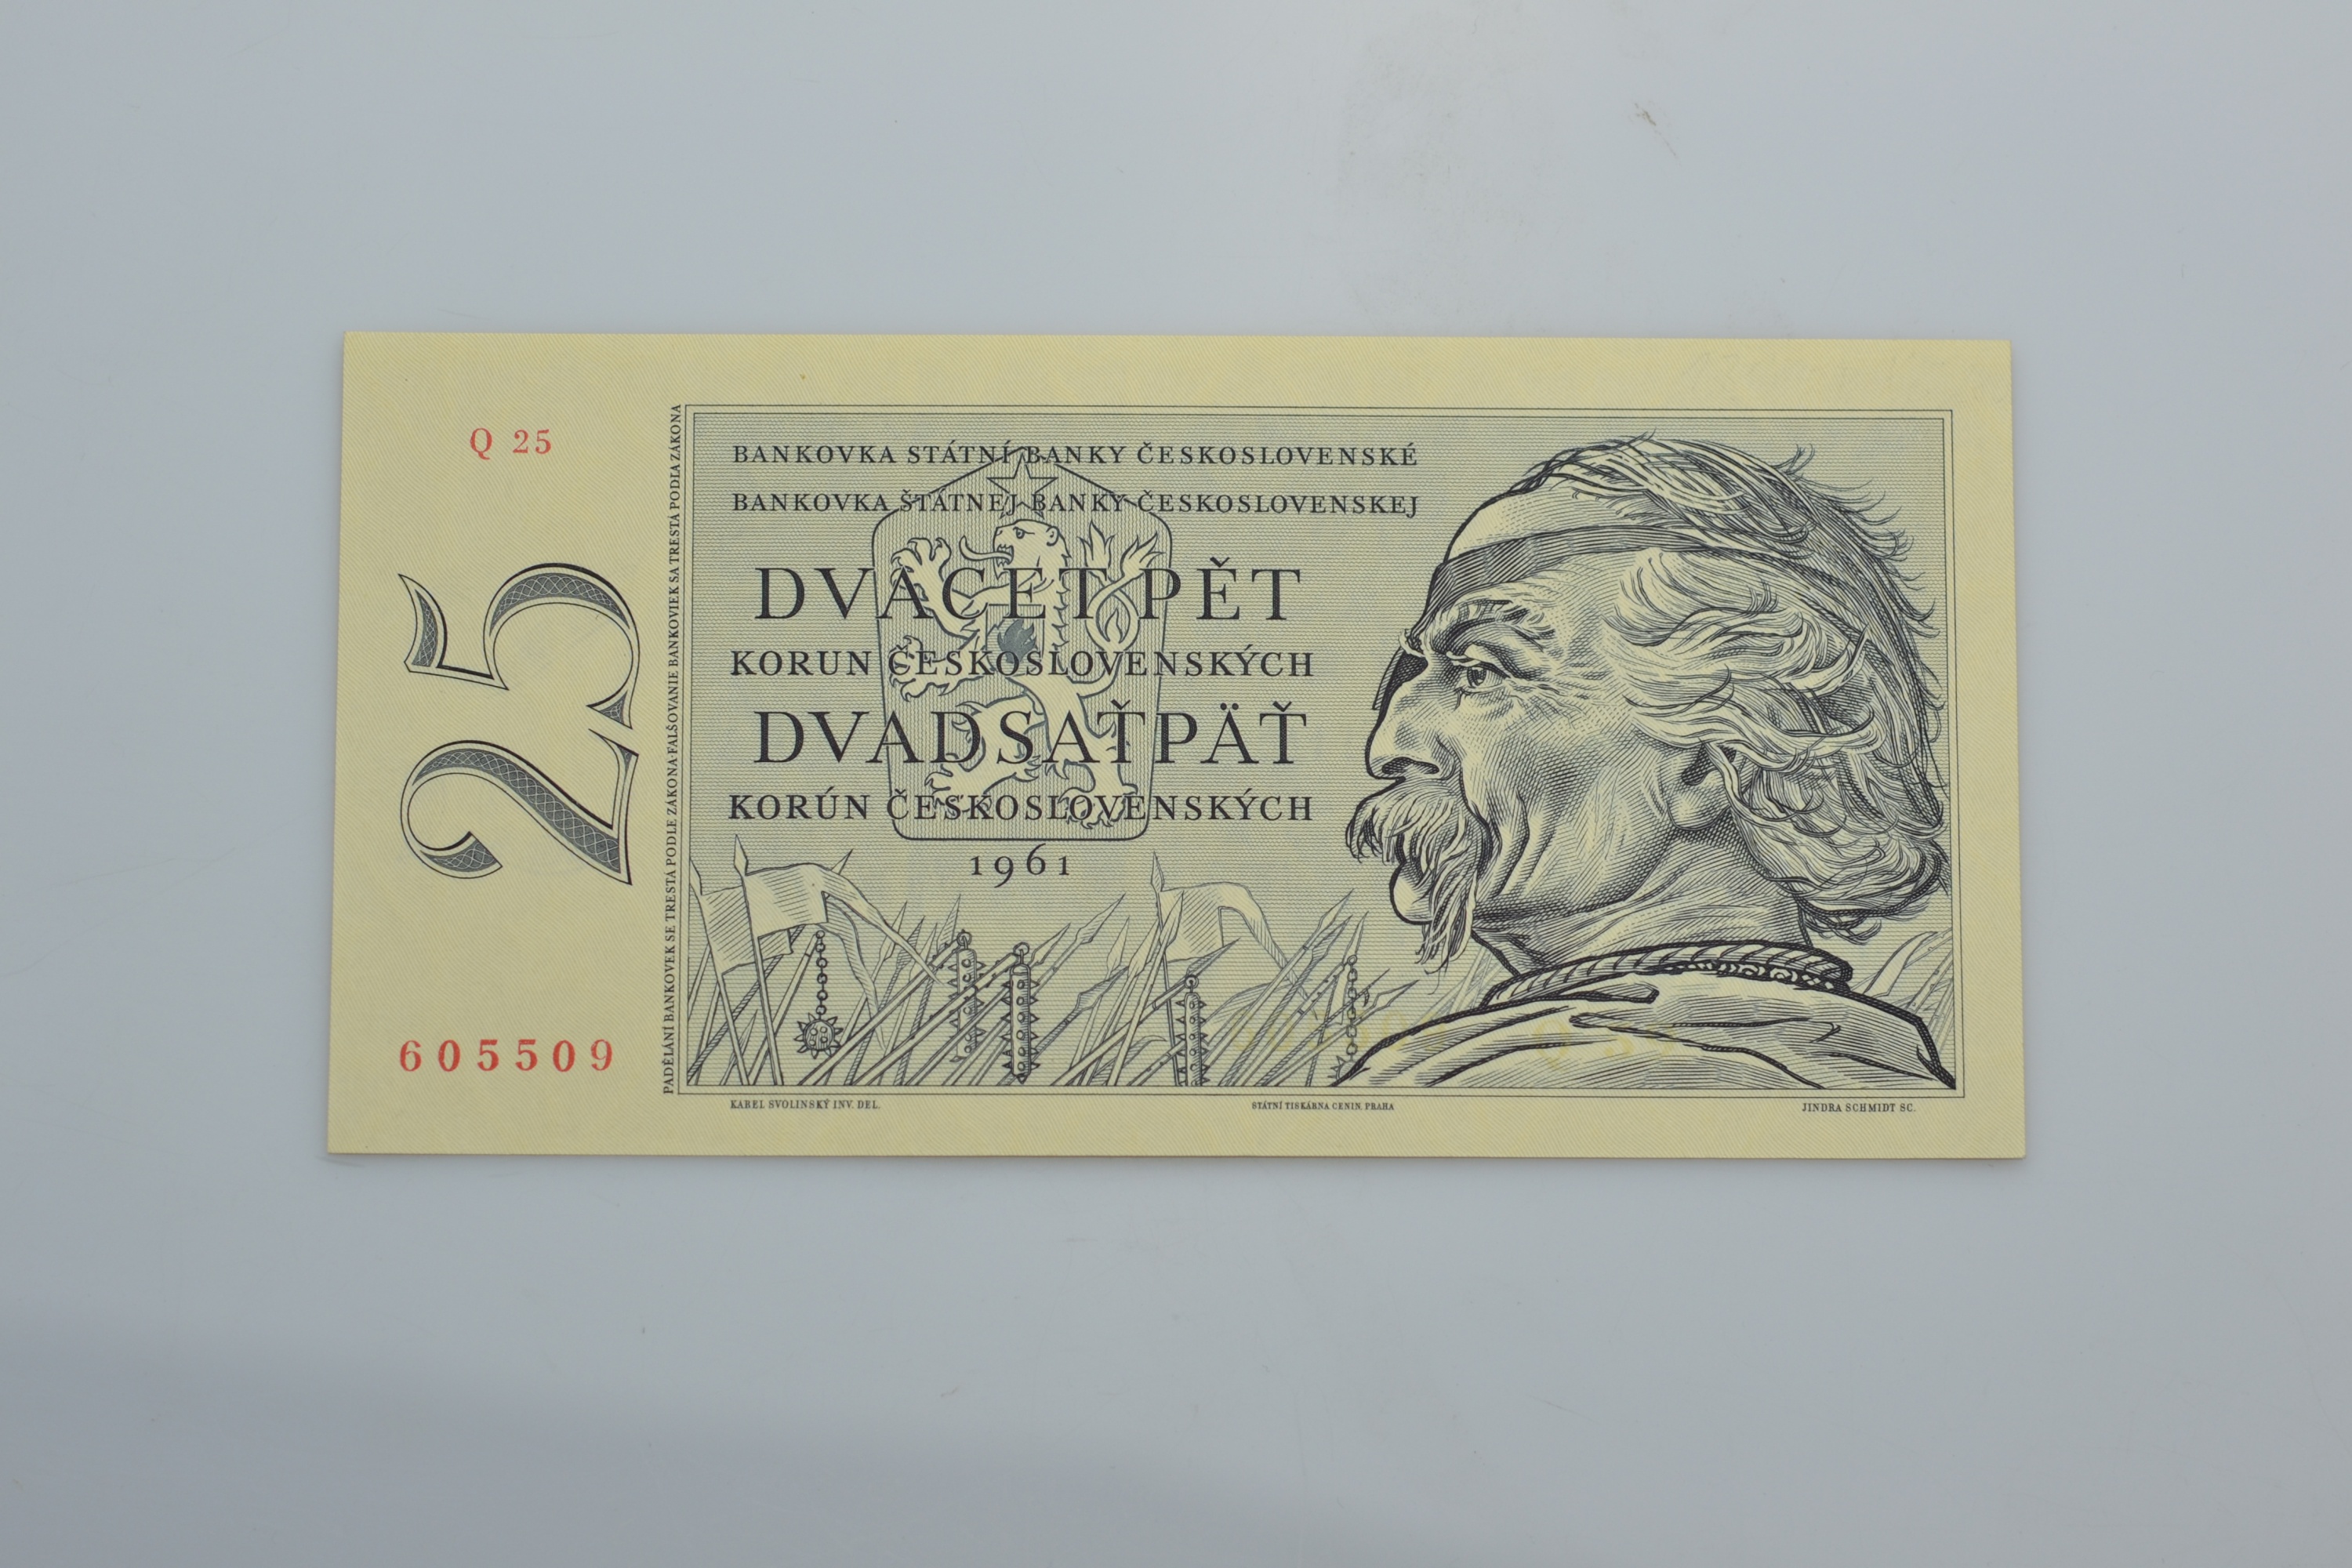 Q 25
25
605509
PADĚLÁNÍ BANKOVEK SE TRESTÁ PODLE ZÁKONA/FALŠOVANIE BANKOVIEK SA TRESTÁ PODĽA ZÁKONA
BANKOVKA STÁTNÍ BANKY ČESKOSLOVENSKÉ
BANKOVKA ŠTÁTNEJ BANKY ČESKOSLOVENSKEJ
DVACET PĚT
KORUN ČESKOSLOVENSKÝCH
DVADSAŤPÄŤ
KORÚN ČESKOSLOVENSKÝCH
1961
KAREL SVOLINSKÝ INV. DEL.
STÁTNÍ TISKÁRNA CENIN, PRAHA
JINDRA SCHMIDT SC.